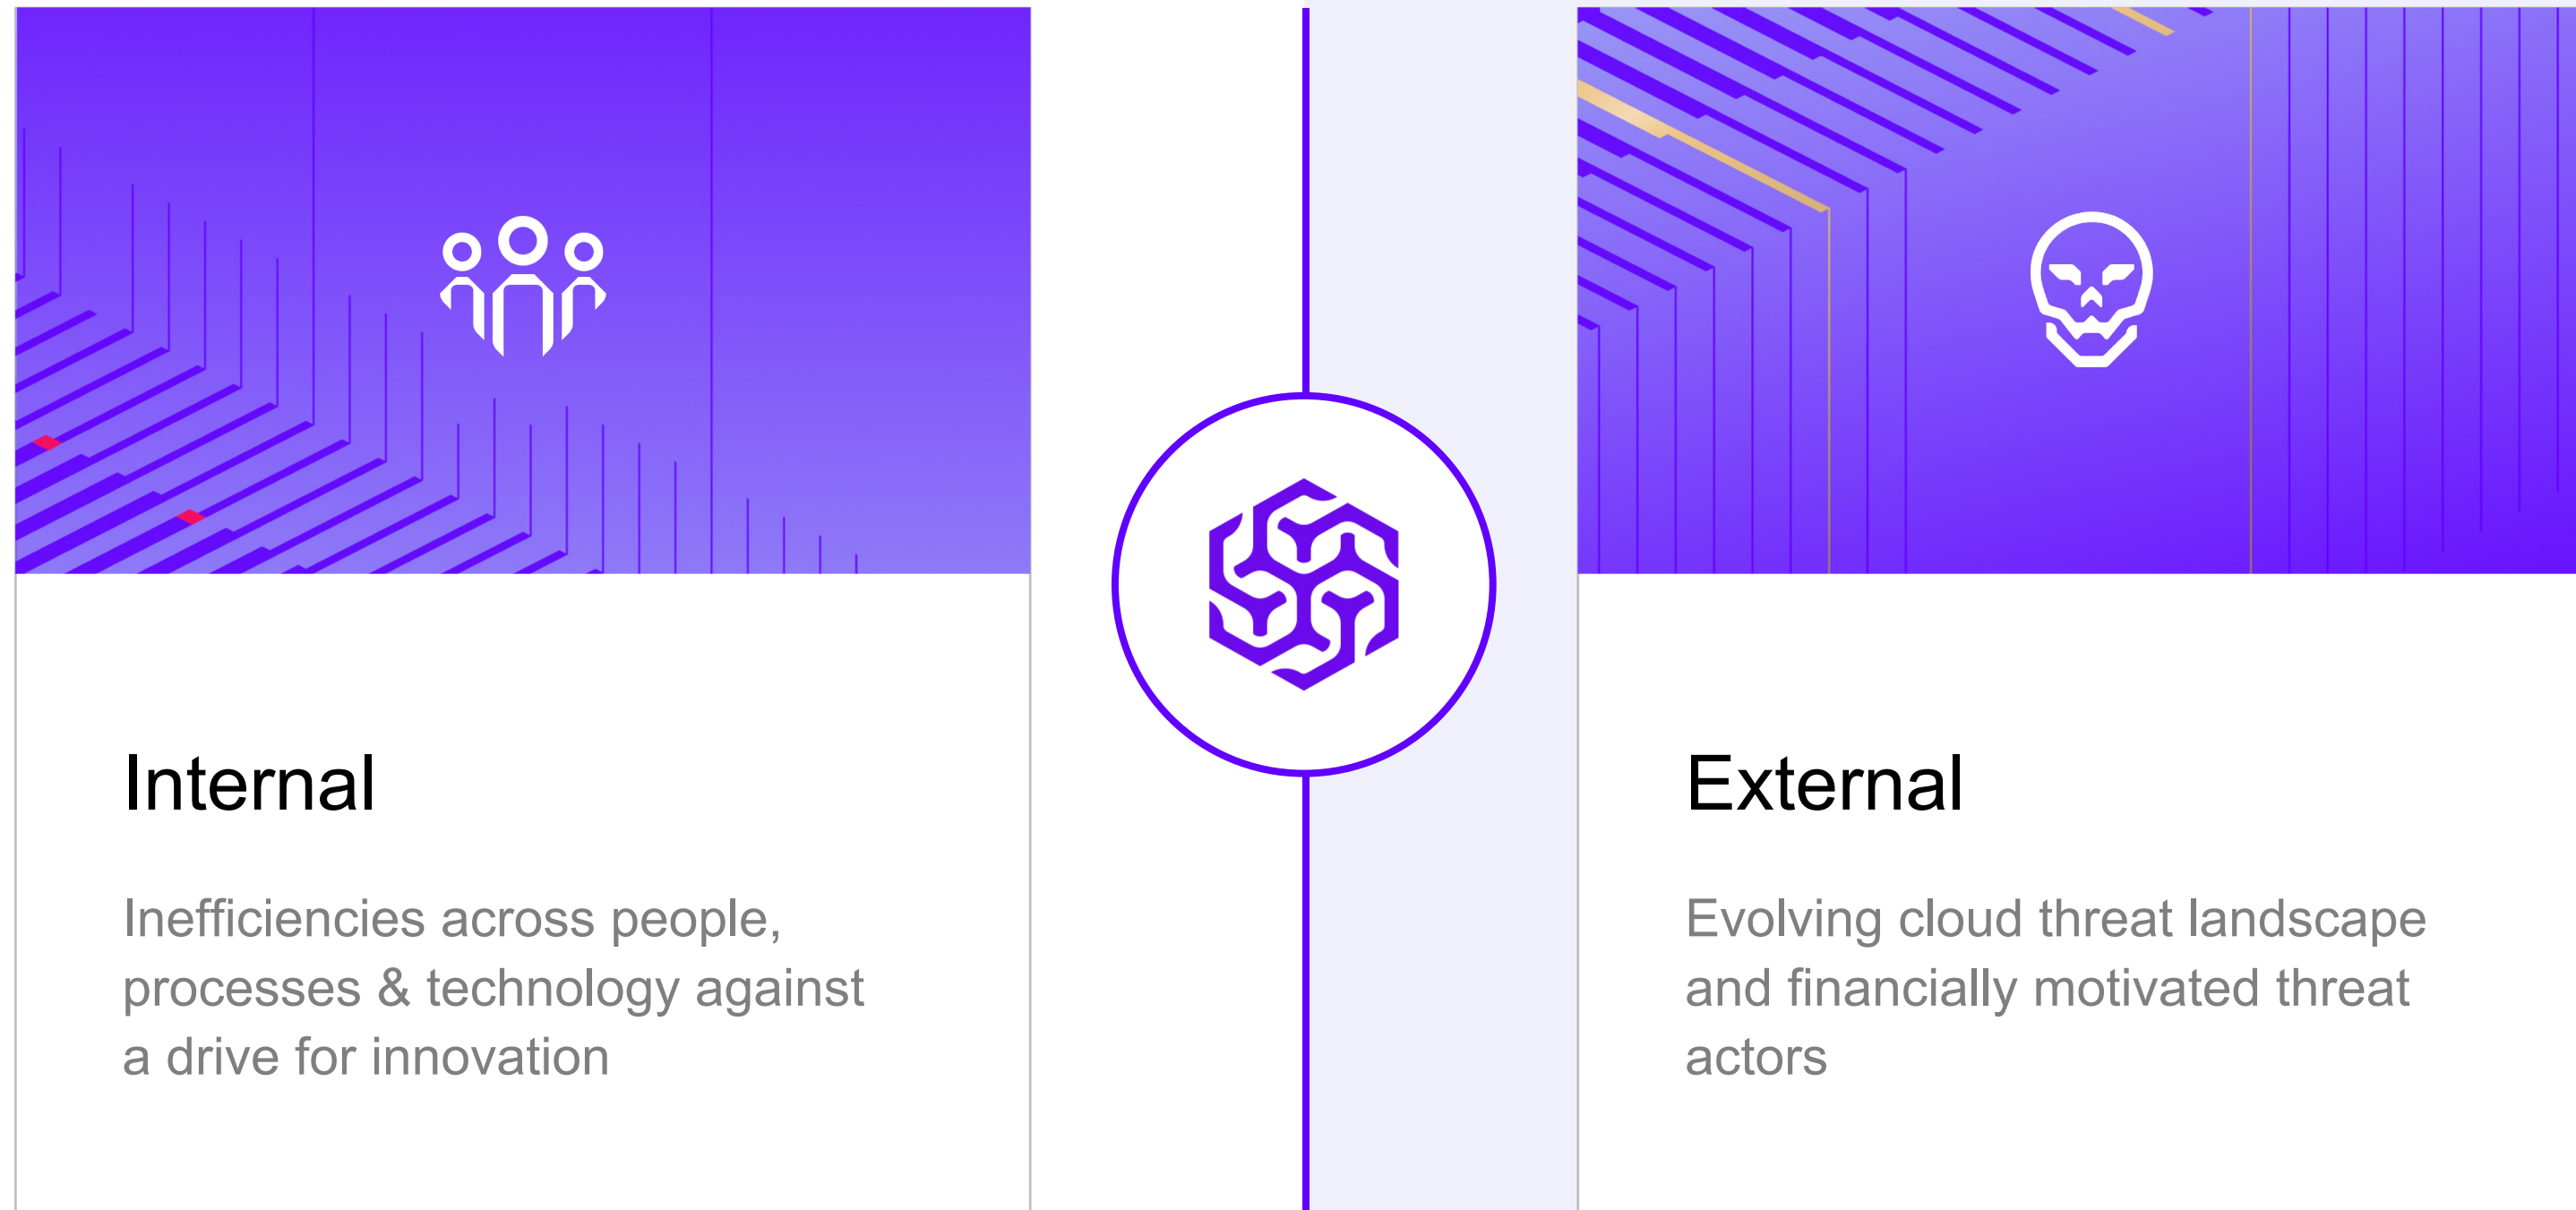 Internal
Inefficiencies across people,
processes & technology against
a drive for innovation
External
Evolving cloud threat landscape
and financially motivated threat
actors